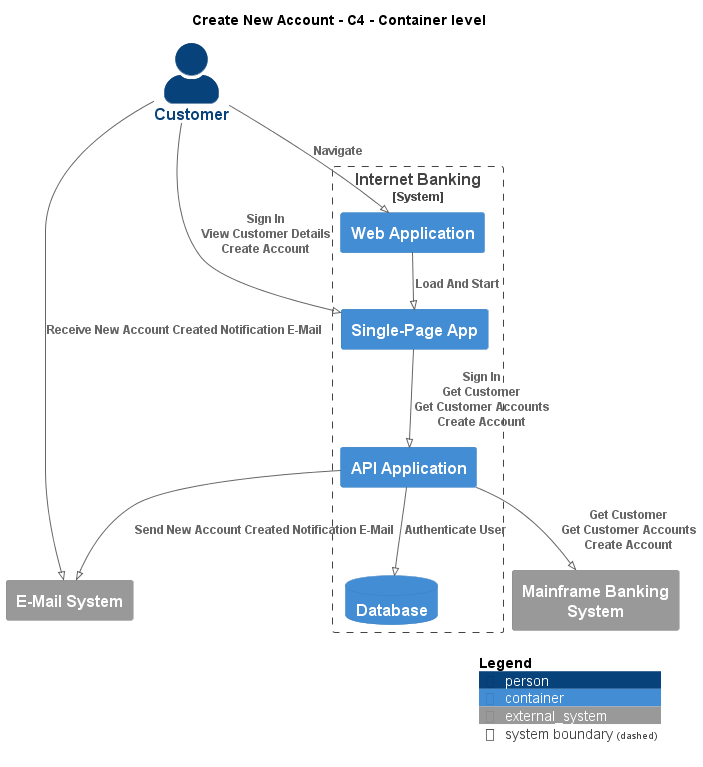 Create New Account - C4 - Container level
Customer
Navigate
Internet Banking
[System]
Sign In
View Customer Details
Create Account
Web Application
Load And Start
Receive New Account Created Notification E-Mail
Single-Page App
Sign In
Get Customer
Get Customer Accounts
Create Account
API Application
Send New Account Created Notification E-Mail
Authenticate User
Get Customer
Get Customer Accounts
Create Account
E-Mail System
Database
Mainframe Banking
System
Legend
person
container
external_system
system boundary (dashed)